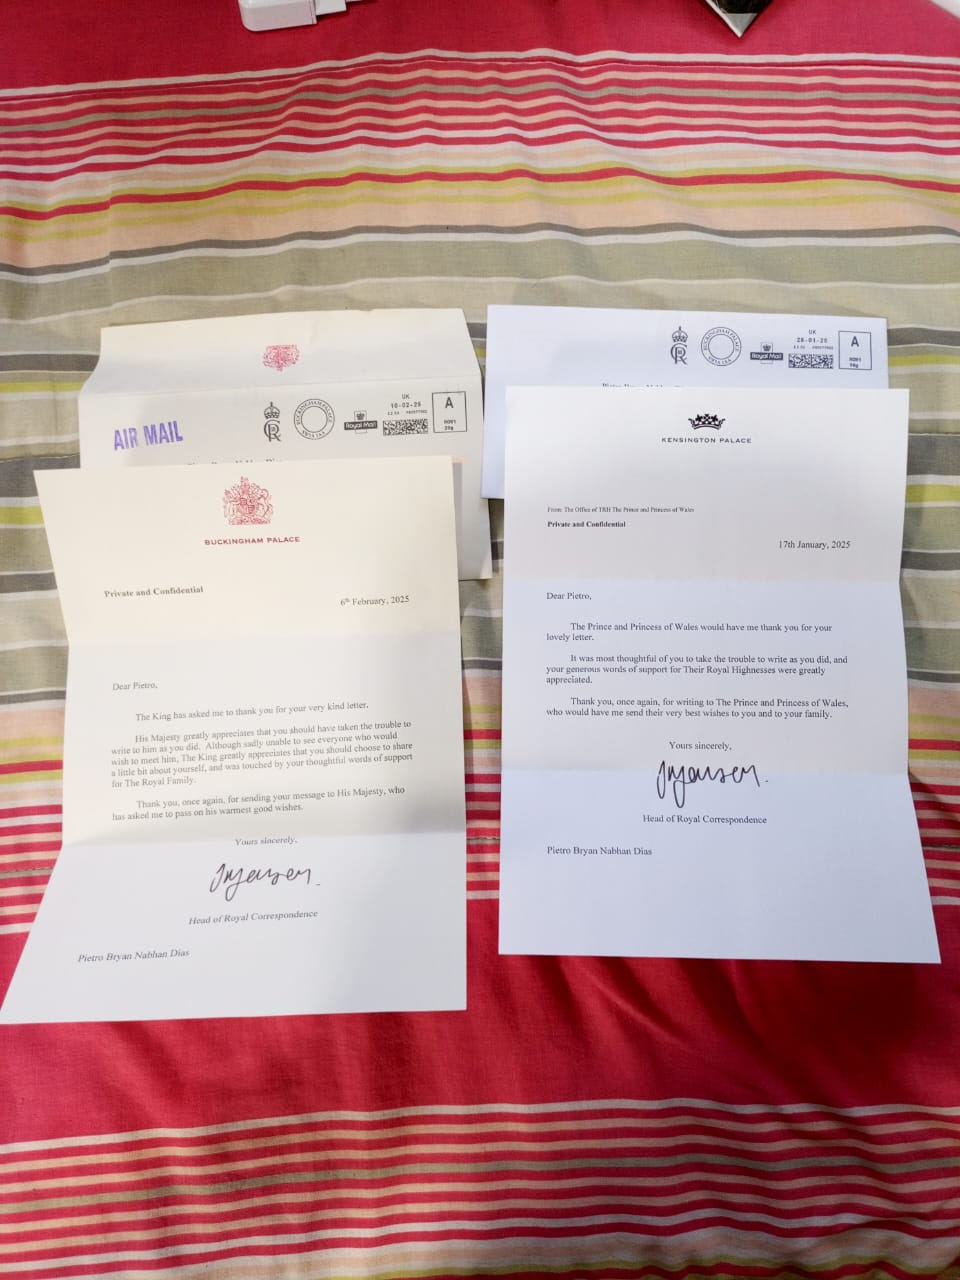 UK
10-02-25
BUCKINGHAM PALACE
Royal Mail
A
20g
AIR MAIL
BUCKINGHAM PALACE
Private and Confidential
6th February, 2025
Dear Pietro,
The King has asked me to thank you for your very kind letter.
His Majesty greatly appreciates that you should have taken the trouble to
write to him as you did. Although sadly unable to see everyone who would
wish to meet him, The King greatly appreciates that you should choose to share
a little bit about yourself, and was touched by your thoughtful words of support
for The Royal Family.
Thank you, once again, for sending your message to His Majesty, who
has asked me to pass on his warmest good wishes.
Yours sincerely,
Head of Royal Correspondence
Pietro Bryan Nabhan Dias
UK
28-01-25
BUCKINGHAM PALACE
Royal Mail
A
KENSINGTON PALACE
From: The Office of TRH The Prince and Princess of Wales
Private and Confidential
17th January, 2025
Dear Pietro,
The Prince and Princess of Wales would have me thank you for your
lovely letter.
It was most thoughtful of you to take the trouble to write as you did, and
your generous words of support for Their Royal Highnesses were greatly
appreciated.
Thank you, once again, for writing to The Prince and Princess of Wales,
who would have me send their very best wishes to you and to your family.
Yours sincerely,
Head of Royal Correspondence
Pietro Bryan Nabhan Dias